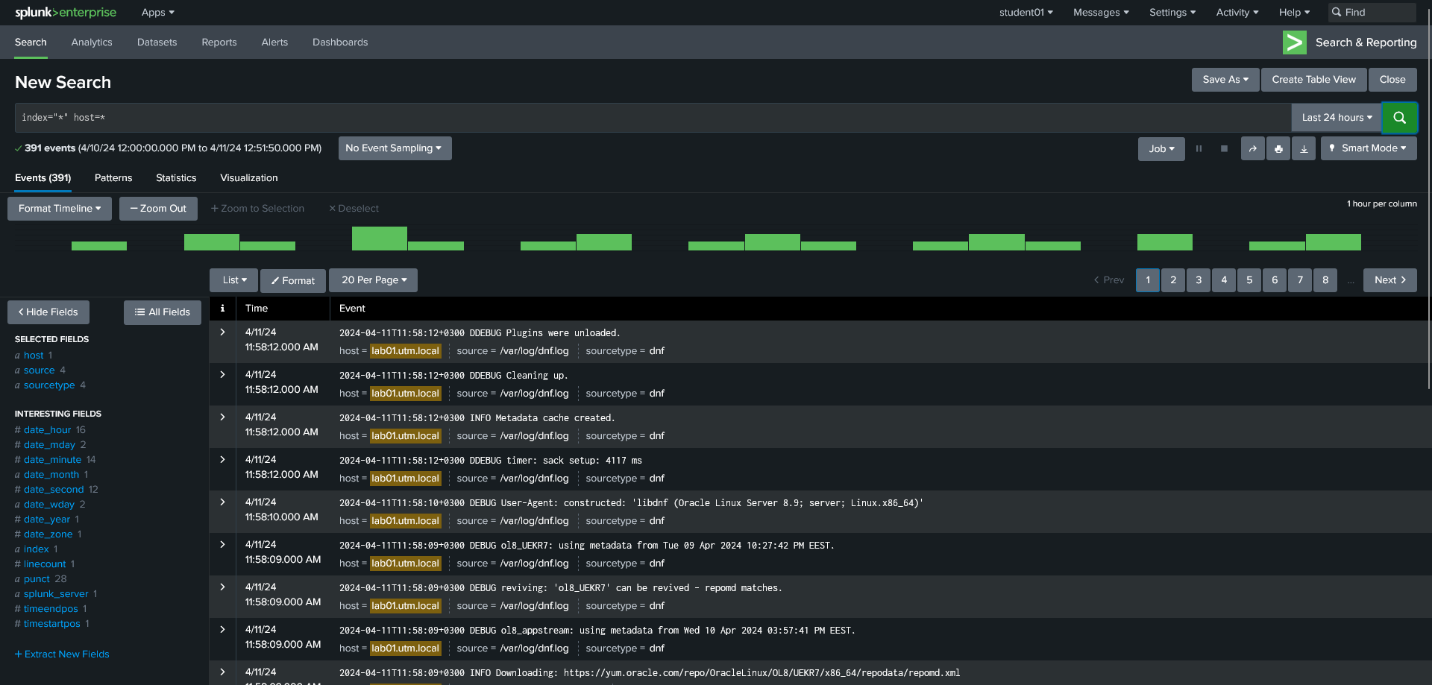 splunk>enterprise Apps student01 Messages Settings Activity Help Find
Search Analytics Datasets Reports Alerts Dashboards Search & Reporting
New Search Save As Create Table View Close
index="*" host=* Last 24 hours
391 events (4/10/24 12:00:00.000 PM to 4/11/24 12:51:50.000 PM) No Event Sampling Job Smart Mode
Events (391) Patterns Statistics Visualization
Format Timeline — Zoom Out + Zoom to Selection × Deselect 1 hour per column
List Format 20 Per Page < Prev 1 2 3 4 5 6 7 8 ... Next >
< Hide Fields All Fields
SELECTED FIELDS
a host 1
a source 4
a sourcetype 4
INTERESTING FIELDS
# date_hour 16
# date_mday 2
# date_minute 14
a date_month 1
# date_second 12
a date_wday 2
# date_year 1
# date_zone 1
a index 1
# linecount 1
a punct 28
a splunk_server 1
# timeendpos 1
# timestartpos 1
+ Extract New Fields
i Time Event
4/11/24 2024-04-11T11:58:12+0300 DDEBUG Plugins were unloaded.
11:58:12.000 AM host = lab01.utm.local source = /var/log/dnf.log sourcetype = dnf
4/11/24 2024-04-11T11:58:12+0300 DDEBUG Cleaning up.
11:58:12.000 AM host = lab01.utm.local source = /var/log/dnf.log sourcetype = dnf
4/11/24 2024-04-11T11:58:12+0300 INFO Metadata cache created.
11:58:12.000 AM host = lab01.utm.local source = /var/log/dnf.log sourcetype = dnf
4/11/24 2024-04-11T11:58:12+0300 DDEBUG timer: sack setup: 4117 ms
11:58:12.000 AM host = lab01.utm.local source = /var/log/dnf.log sourcetype = dnf
4/11/24 2024-04-11T11:58:10+0300 DEBUG User-Agent: constructed: 'libdnf (Oracle Linux Server 8.9; server; Linux.x86_64)'
11:58:10.000 AM host = lab01.utm.local source = /var/log/dnf.log sourcetype = dnf
4/11/24 2024-04-11T11:58:09+0300 DEBUG ol8_UEKR7: using metadata from Tue 09 Apr 2024 10:27:42 PM EEST.
11:58:09.000 AM host = lab01.utm.local source = /var/log/dnf.log sourcetype = dnf
4/11/24 2024-04-11T11:58:09+0300 DEBUG reviving: 'ol8_UEKR7' can be revived - repomd matches.
11:58:09.000 AM host = lab01.utm.local source = /var/log/dnf.log sourcetype = dnf
4/11/24 2024-04-11T11:58:09+0300 DEBUG ol8_appstream: using metadata from Wed 10 Apr 2024 03:57:41 PM EEST.
11:58:09.000 AM host = lab01.utm.local source = /var/log/dnf.log sourcetype = dnf
4/11/24 2024-04-11T11:58:09+0300 INFO Downloading: https://yum.oracle.com/repo/OracleLinux/OL8/UEKR7/x86_64/repodata/repomd.xml